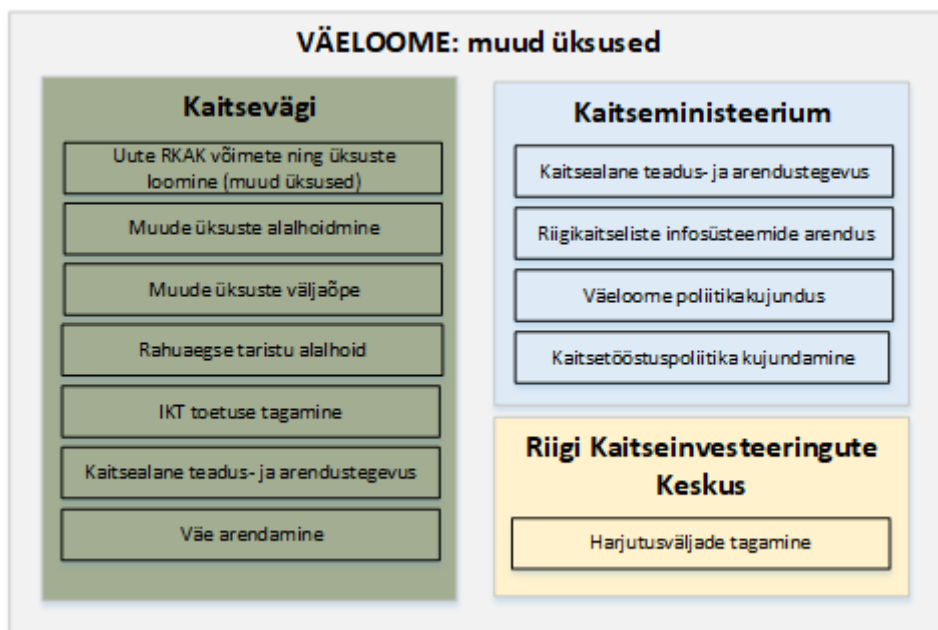 VÄELOOME: muud üksused
Kaitsevägi
Uute RKAK võimete ning üksuste
loomine (muud üksused)
Muude üksuste alalhoidmine
Muude üksuste väljaõpe
Rahuaegse taristu alalhoid
IKT toetuse tagamine
Kaitsealane teadus- ja arendustegevus
Väe arendamine
Kaitseministeerium
Kaitsealane teadus- ja arendustegevus
Riigikaitseliste infosüsteemide arendus
Väeloome poliitikakujundus
Kaitsetööstuspoliitika kujundamine
Riigi Kaitseinvesteeringute
Keskus
Harjutusväljade tagamine